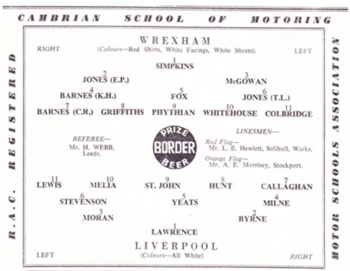 CAMBRIAN SCHOOL OF MOTORING
R.A.C. REGISTERED
MOTOR SCHOOLS ASSOCIATION
WREXHAM
RIGHT (Colours—Red Shirts, White Facings, White Shorts). LEFT
1
SIMPKINS
2 3
JONES (E.P.) McGOWAN
4 5 6
BARNES (K.H.) FOX JONES (T.L.)
7 8 9 10 11
BARNES (C.R.) GRIFFITHS PHYTHIAN WHITEHOUSE COLBRIDGE
REFEREE—
Mr. H. WEBB,
Leeds.
PRIZE
BORDER
BEER
LINESMEN—
Red Flag—
Mr. L. E. Hewlett, Solihull, Works.
Orange Flag—
Mr. A. E. Morrisey, Stockport.
11 10 9 8 7
LEWIS MELIA ST. JOHN HUNT CALLAGHAN
6 5 4
STEVENSON YEATS MILNE
3 2
MORAN BYRNE
1
LAWRENCE
LIVERPOOL
LEFT (Colours—All White) RIGHT